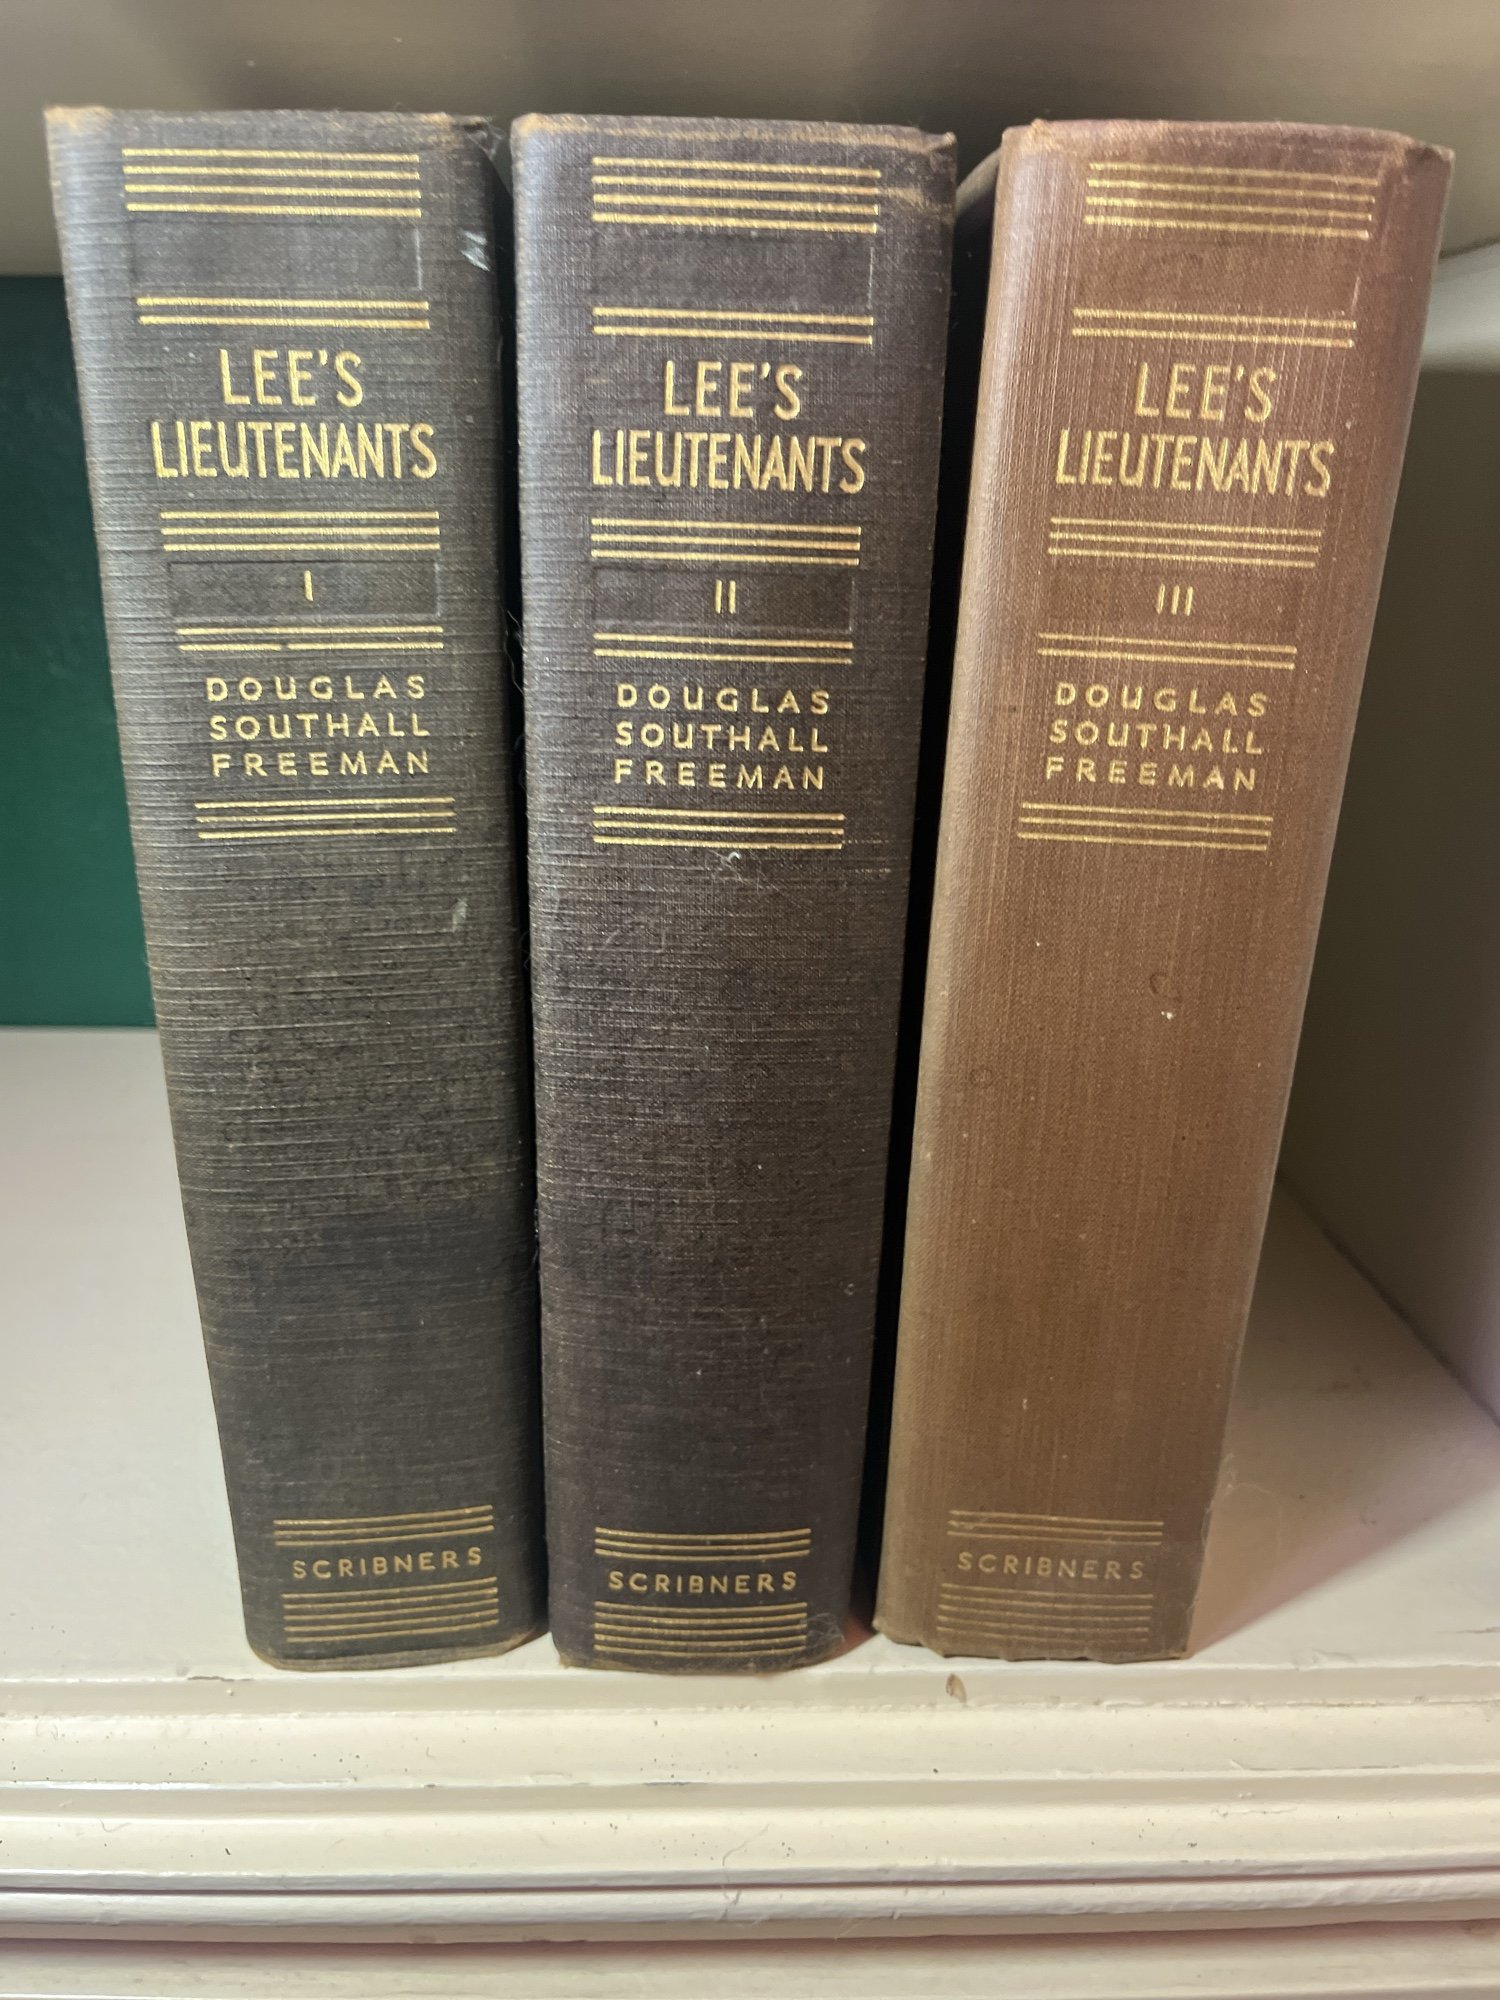 LEE'S
LIEUTENANTS
I
DOUGLAS
SOUTHALL
FREEMAN
SCRIBNERS
LEE'S
LIEUTENANTS
II
DOUGLAS
SOUTHALL
FREEMAN
SCRIBNERS
LEE'S
LIEUTENANTS
III
DOUGLAS
SOUTHALL
FREEMAN
SCRIBNERS